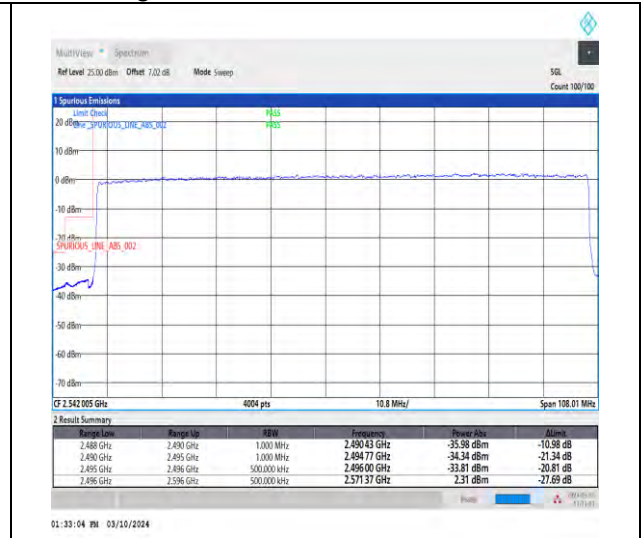 MultiView Spectrum
Ref Level 25.00 dBm Offset 7.02 dB Mode Sweep SGL
Count 100/100
1 Spurious Emissions
Limit Check PASS
20 dBm Line _SPURIOUS_LINE_ABS_002 PASS
10 dBm
0 dBm
-10 dBm
-20 dBm
SPURIOUS_LINE_ABS_002
-30 dBm
-40 dBm
-50 dBm
-60 dBm
-70 dBm
CF 2.542 005 GHz 4004 pts 10.8 MHz/ Span 108.01 MHz
2 Result Summary
Range Low Range Up RBW Frequency Power Abs ΔLimit
2.488 GHz 2.490 GHz 1.000 MHz 2.490 43 GHz -35.98 dBm -10.98 dB
2.490 GHz 2.495 GHz 1.000 MHz 2.494 77 GHz -34.34 dBm -21.34 dB
2.495 GHz 2.496 GHz 500.000 kHz 2.496 00 GHz -33.81 dBm -20.81 dB
2.496 GHz 2.596 GHz 500.000 kHz 2.571 37 GHz 2.31 dBm -27.69 dB
01:33:04 PM 03/10/2024